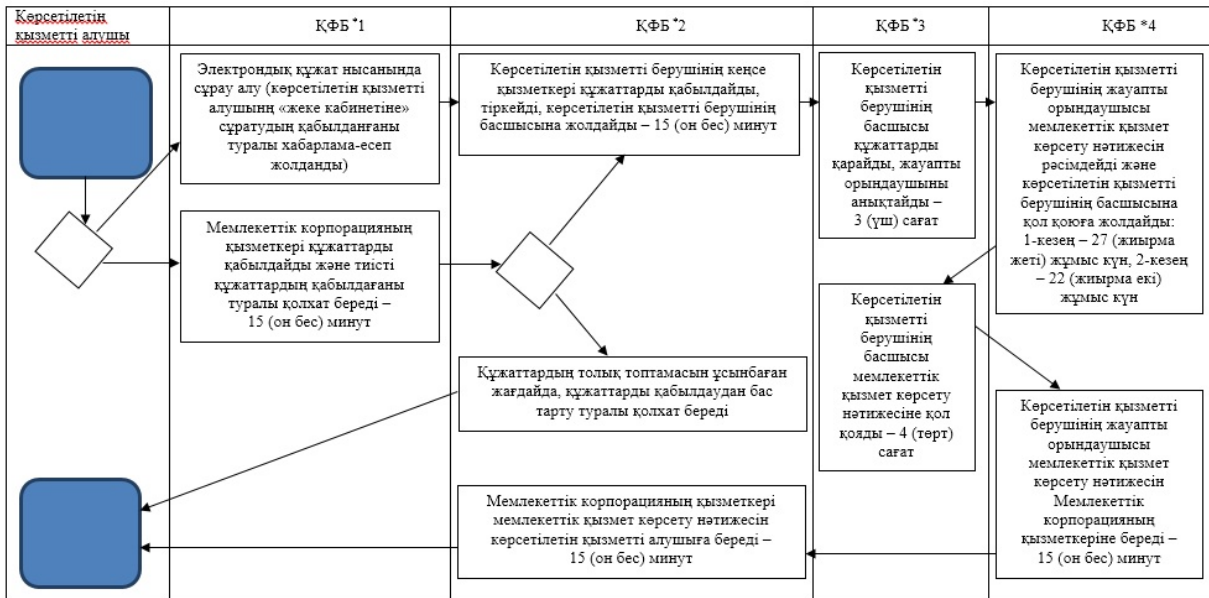 Көрсетілетін
қызметті алушы
ҚФБ *1
ҚФБ *2
ҚФБ *3
ҚФБ *4
Электрондық құжат нысанында
сұрау алу (көрсетілетін қызметті
алушынң «жеке кабинетіне»
сұратудың қабылданғаны
туралы хабарлама-есеп
жолданды)
Мемлекеттік корпорацияның
қызметкері құжаттарды
қабылдайды және тиісті
құжаттардың қабылдағаны
туралы қолхат береді –
15 (он бес) минут
Көрсетілетін қызметті берушінің кеңсе
қызметкері құжаттарды қабылдайды,
тіркейді, көрсетілетін қызметті берушінің
басшысына жолдайды – 15 (он бес) минут
Құжаттардың толық топтамасын ұсынбаған
жағдайда, құжаттарды қабылдаудан бас
тарту туралы қолхат береді
Мемлекеттік корпорацияның қызметкері
мемлекеттік қызмет көрсету нәтижесін
көрсетілетін қызметті алушыға береді –
15 (он бес) минут
Көрсетілетін
қызметті
берушінің
басшысы
құжаттарды
қарайды, жауапты
орындаушыны
анықтайды –
3 (үш) сағат
Көрсетілетін
қызметті
берушінің
басшысы
мемлекеттік
қызмет көрсету
нәтижесіне қол
қояды – 4 (төрт)
сағат
Көрсетілетін қызметті
берушінің жауапты
орындаушысы
мемлекеттік қызмет
көрсету нәтижесін
рәсімдейді және
көрсетілетін қызметті
берушінің басшысына
қол қоюға жолдайды:
1-кезең – 27 (жиырма
жеті) жұмыс күн, 2-кезең
– 22 (жиырма екі)
жұмыс күн
Көрсетілетін қызметті
берушінің жауапты
орындаушысы
мемлекеттік қызмет
көрсету нәтижесін
Мемлекеттік
корпорацияның
қызметкеріне береді –
15 (он бес) минут